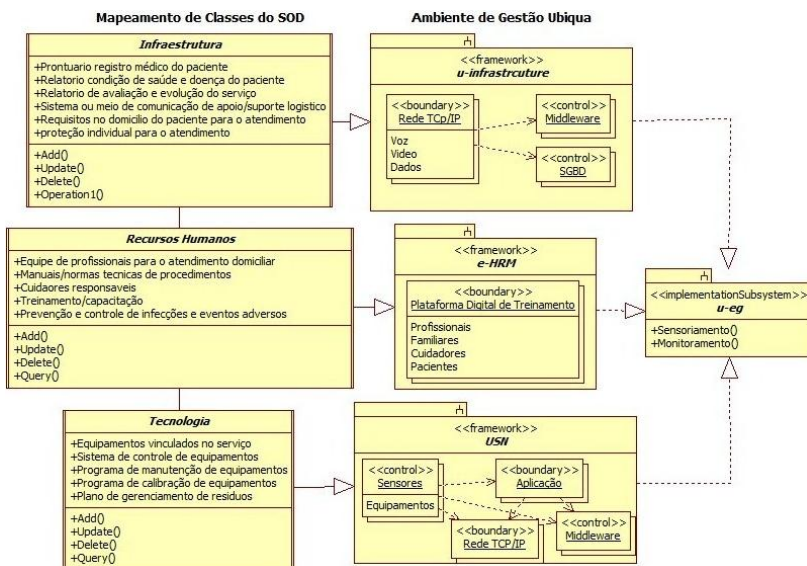 Mapeamento de Classes do SOD
Ambiente de Gestão Ubiqua
Infraestrutura
+Prontuario registro médico do paciente
+Relatorio condição de saúde e doença do paciente
+Relatorio de avaliação e evolução do serviço
+Sistema ou meio de comunicação de apoio/suporte logistico
+Requisitos no domicilio do paciente para o atendimento
+proteção individual para o atendimento
+Add()
+Update()
+Delete()
+Operation1()
<<framework>>
u-infrastrcuture
<<boundary>>
Rede TCp/IP
Voz
Video
Dados
<<control>>
Middleware
<<control>>
SGBD
Recursos Humanos
+Equipe de profissionais para o atendimento domiciliar
+Manuais/normas tecnicas de procedimentos
+Cuidaores responsaveis
+Treinamento/capacitação
+Prevenção e controle de infecções e eventos adversos
+Add()
+Update()
+Delete()
+Query()
<<framework>>
e-HRM
<<boundary>>
Plataforma Digital de Treinamento
Profissionais
Familiares
Cuidadores
Pacientes
<<implementationSubsystem>>
u-eg
+Sensoriamento()
+Monitoramento()
Tecnologia
+Equipamentos vinculados no serviço
+Sistema de controle de equipamentos
+Programa de manutenção de equipamentos
+Programa de calibração de equipamentos
+Plano de gerenciamento de residuos
+Add()
+Update()
+Delete()
+Query()
<<framework>>
USN
<<control>>
Sensores
Equipamentos
<<boundary>>
Aplicação
<<boundary>>
Rede TCP/IP
<<control>>
Middleware